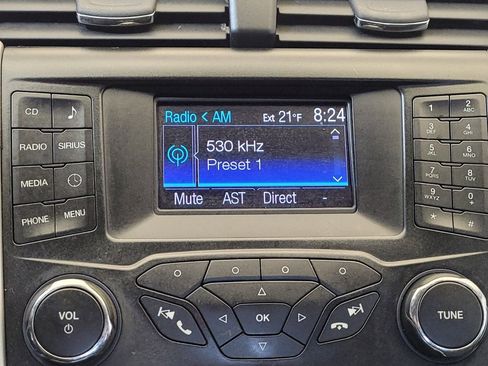 CD
RADIO SIRIUS
MEDIA
PHONE MENU
Radio < AM Ext 21°F 8:24
530 kHz
Preset 1
Mute AST Direct -
1 2 ABC
3 DEF 4 GHI
5 JKL 6 MNO
7 PQR 8 TUV
9 WXYZ 0 +
* #
VOL
OK
TUNE